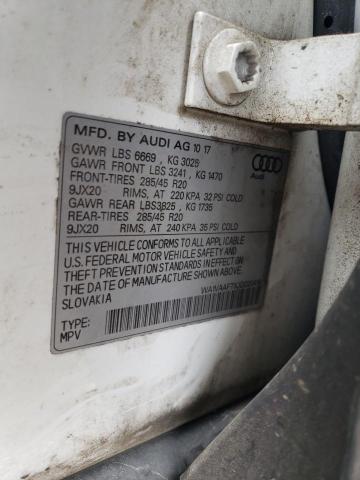 MFD. BY AUDI AG 10 17
GVWR LBS 6669 , KG 3025
GAWR FRONT LBS 3241 , KG 1470
FRONT-TIRES 285/45 R20
9JX20 RIMS, AT 220 KPA 32 PSI COLD
GAWR REAR LBS3825 , KG 1735
REAR-TIRES 285/45 R20
9JX20 RIMS, AT 240 KPA 35 PSI COLD
THIS VEHICLE CONFORMS TO ALL APPLICABLE
U.S. FEDERAL MOTOR VEHICLE SAFETY AND
THEFT PREVENTION STANDARDS IN EFFECT ON
THE DATE OF MANUFACTURE SHOWN ABOVE.
SLOVAKIA
TYPE:
MPV
Audi